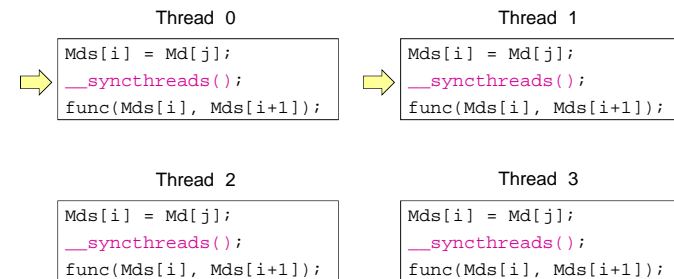 Thread 0
Mds[i] = Md[j];
__syncthreads();
func(Mds[i], Mds[i+1]);
Thread 1
Mds[i] = Md[j];
__syncthreads();
func(Mds[i], Mds[i+1]);
Thread 2
Mds[i] = Md[j];
__syncthreads();
func(Mds[i], Mds[i+1]);
Thread 3
Mds[i] = Md[j];
__syncthreads();
func(Mds[i], Mds[i+1]);